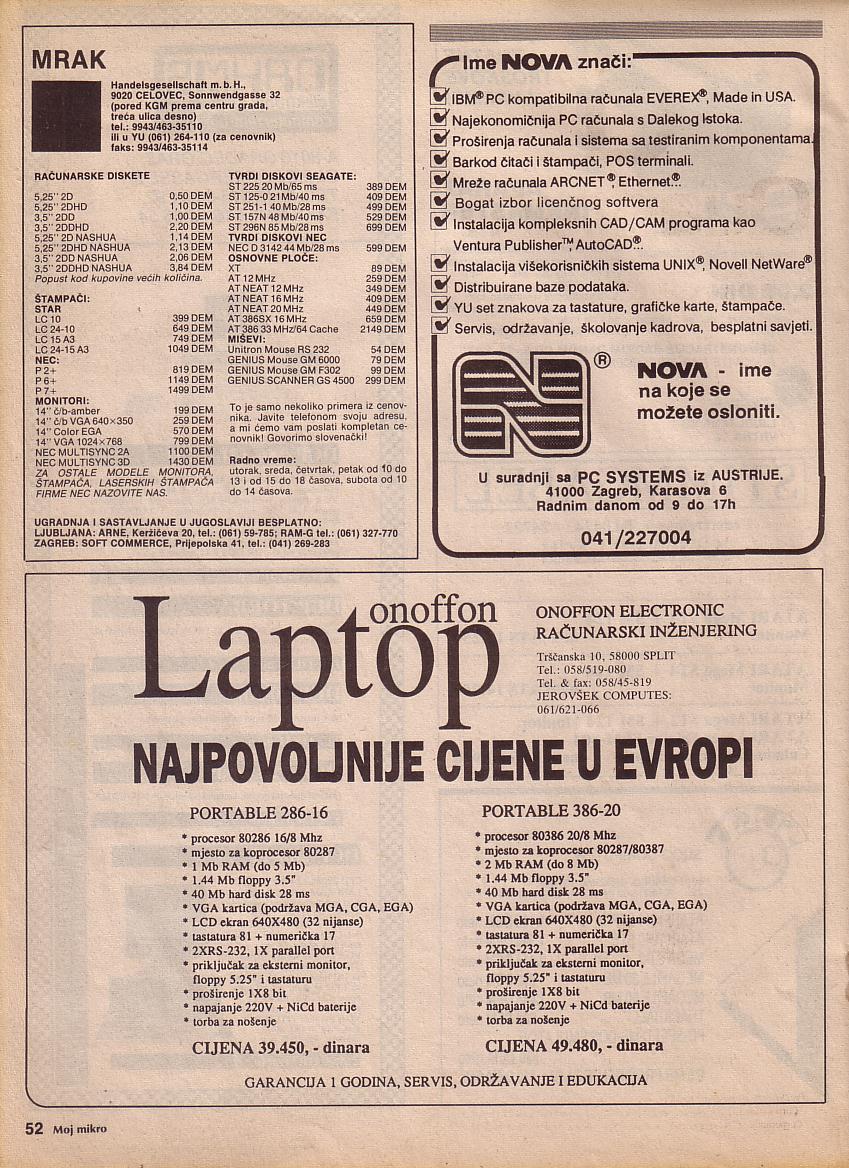 MRAK
Handelsgesellschaft m. b. H.,
9020 CELOVEC, Sonnwendgasse 32
(pored KGM prema centru grada,
treća ulica desno)
tel.: 9943/463-35110
ili u YU (061) 264-110 (za cenovnik)
faks: 9943/463-35114
RAČUNARSKE DISKETE
5,25'' 2D 0,50 DEM
5,25'' 2DHD 1,10 DEM
3,5'' 2DD 1,00 DEM
3,5'' 2DDHD 2,20 DEM
5,25'' 2D NASHUA 1,14 DEM
5,25'' 2DHD NASHUA 2,13 DEM
3,5'' 2DD NASHUA 2,06 DEM
3,5'' 2DDHD NASHUA 3,84 DEM
Popust kod kupovine većih količina.
ŠTAMPAČI:
STAR
LC 10 399 DEM
LC 24-10 649 DEM
LC 15 A3 749 DEM
LC 24-15 A3 1049 DEM
NEC:
P 2+ 819 DEM
P 6+ 1149 DEM
P 7+ 1499 DEM
MONITORI:
14'' č/b-amber 199 DEM
14'' č/b VGA 640×350 259 DEM
14'' Color EGA 570 DEM
14'' VGA 1024×768 799 DEM
NEC MULTISYNC 2A 1100 DEM
NEC MULTISYNC 3D 1430 DEM
ZA OSTALE MODELE MONITORA,
ŠTAMPAČA, LASERSKIH ŠTAMPAČA
FIRME NEC NAZOVITE NAS.
TVRDI DISKOVI SEAGATE:
ST 225 20 Mb/65 ms 389 DEM
ST 125-0 21 Mb/40 ms 409 DEM
ST 251-1 40 Mb/28 ms 499 DEM
ST 157N 48 Mb/40 ms 529 DEM
ST 296N 85 Mb/28 ms 699 DEM
TVRDI DISKOVI NEC
NEC D 3142 44 Mb/28 ms 599 DEM
OSNOVNE PLOČE:
XT 89 DEM
AT 12 MHz 259 DEM
AT NEAT 12 MHz 349 DEM
AT NEAT 16 MHz 409 DEM
AT NEAT 20 MHz 449 DEM
AT 386SX 16 MHz 659 DEM
AT 386 33 MHz/64 Cache 2149 DEM
MIŠEVI:
Unitron Mouse RS 232 54 DEM
GENIUS Mouse GM 6000 79 DEM
GENIUS Mouse GM F302 99 DEM
GENIUS SCANNER GS 4500 299 DEM
To je samo nekoliko primera iz cenov-
nika. Javite telefonom svoju adresu,
a mi ćemo vam poslati kompletan ce-
novnik! Govorimo slovenački!
Radno vreme:
utorak, sreda, četvrtak, petak od 10 do
13 i od 15 do 18 časova, subota od 10
do 14 časova.
UGRADNJA I SASTAVLJANJE U JUGOSLAVIJI BESPLATNO:
LJUBLJANA: ARNE, Keržičeva 20, tel.: (061) 59-785; RAM-G tel.: (061) 327-770
ZAGREB: SOFT COMMERCE, Prijepolska 41, tel.: (041) 269-283
Ime NOVA znači:
IBM® PC kompatibilna računala EVEREX®, Made in USA.
Najekonomičnija PC računala s Dalekog Istoka.
Proširenja računala i sistema sa testiranim komponentama.
Barkod čitači i štampači, POS terminali.
Mreže računala ARCNET®, Ethernet®...
Bogat izbor licenčnog softvera
Instalacija kompleksnih CAD/CAM programa kao
Ventura Publisher™, AutoCAD®...
Instalacija višekorisničkih sistema UNIX®, Novell NetWare®
Distribuirane baze podataka.
YU set znakova za tastature, grafičke karte, štampače.
Servis, održavanje, školovanje kadrova, besplatni savjeti.
®
NOVA - ime
na koje se
možete osloniti.
U suradnji sa PC SYSTEMS iz AUSTRIJE.
41000 Zagreb, Karasova 6
Radnim danom od 9 do 17h
041/227004
onoffon
Laptop
ONOFFON ELECTRONIC
RAČUNARSKI INŽENJERING
Trščanska 10, 58000 SPLIT
Tel.: 058/519-080
Tel. & fax: 058/45-819
JEROVŠEK COMPUTES:
061/621-066
NAJPOVOLJNIJE CIJENE U EVROPI
PORTABLE 286-16
* procesor 80286 16/8 Mhz
* mjesto za koprocesor 80287
* 1 Mb RAM (do 5 Mb)
* 1.44 Mb floppy 3.5"
* 40 Mb hard disk 28 ms
* VGA kartica (podržava MGA, CGA, EGA)
* LCD ekran 640X480 (32 nijanse)
* tastatura 81 + numerička 17
* 2XRS-232, 1X parallel port
* priključak za eksterni monitor,
floppy 5.25" i tastaturu
* proširenje 1X8 bit
* napajanje 220V + NiCd baterije
* torba za nošenje
CIJENA 39.450, - dinara
PORTABLE 386-20
* procesor 80386 20/8 Mhz
* mjesto za koprocesor 80287/80387
* 2 Mb RAM (do 8 Mb)
* 1.44 Mb floppy 3.5"
* 40 Mb hard disk 28 ms
* VGA kartica (podržava MGA, CGA, EGA)
* LCD ekran 640X480 (32 nijanse)
* tastatura 81 + numerička 17
* 2XRS-232, 1X parallel port
* priključak za eksterni monitor,
floppy 5.25" i tastaturu
* proširenje 1X8 bit
* napajanje 220V + NiCd baterije
* torba za nošenje
CIJENA 49.480, - dinara
GARANCIJA 1 GODINA, SERVIS, ODRŽAVANJE I EDUKACIJA
52 Moj mikro